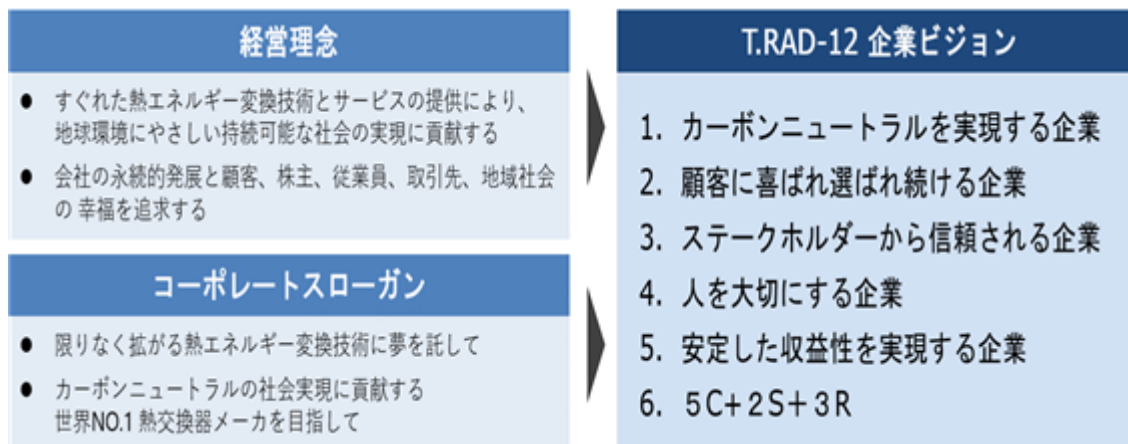 経営理念
● すぐれた熱エネルギー変換技術とサービスの提供により、
地球環境にやさしい持続可能な社会の実現に貢献する
● 会社の永続的発展と顧客、株主、従業員、取引先、地域社会
の 幸福を追求する
コーポレートスローガン
● 限りなく拡がる熱エネルギー変換技術に夢を託して
● カーボンニュートラルの社会実現に貢献する
世界NO.1 熱交換器メーカを目指して
T.RAD-12 企業ビジョン
1. カーボンニュートラルを実現する企業
2. 顧客に喜ばれ選ばれ続ける企業
3. ステークホルダーから信頼される企業
4. 人を大切にする企業
5. 安定した収益性を実現する企業
6. 5C+2S+3R